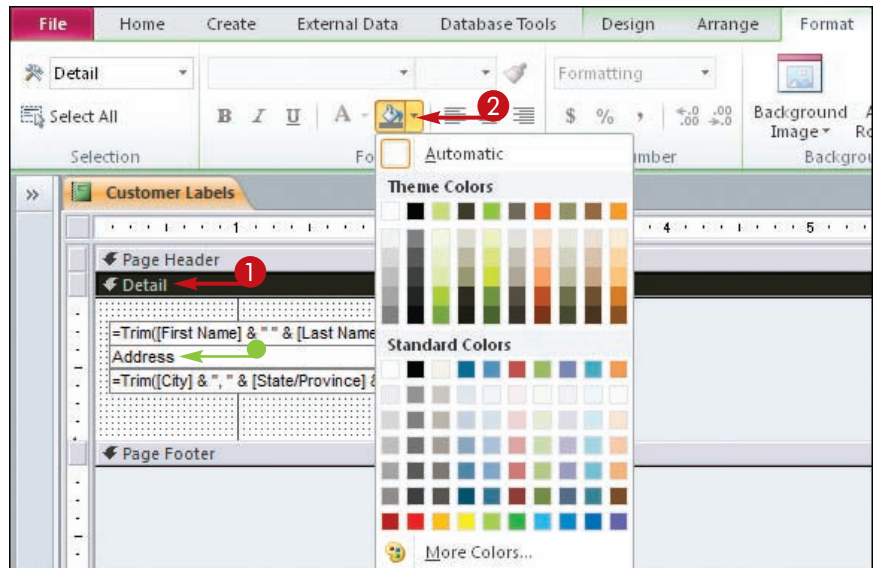 File Home Create External Data Database Tools Design Arrange Format
Detail Formatting
Select All B I U A $ % , .00 Background
Image
Selection Fo mber Backgrou
2
Automatic
Theme Colors
Customer Labels
1 4 5
Page Header
1
Detail
=Trim([First Name] & " " & [Last Name
Standard Colors
Address
=Trim([City] & ", " & [State/Province] &
Page Footer
More Colors...